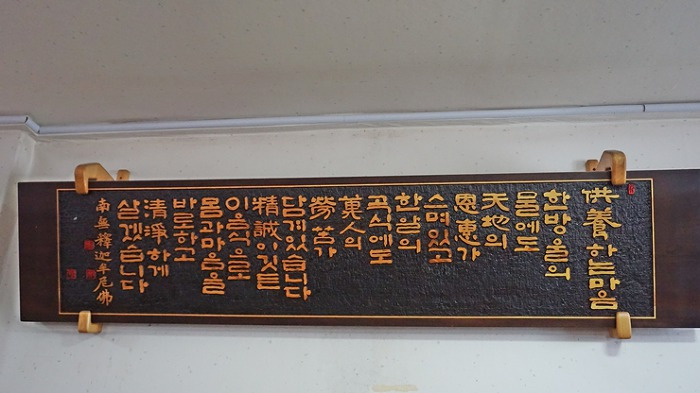 供養하는마음
한방울의
물에도
天地의
恩惠가
스며있고
한알의
곡식에도
萬人의
勞苦가
담겨있습니다
精誠이깃든
이음식으로
몸과마음을
바로하고
清淨하게
살겠습니다
南無釋迦牟尼佛